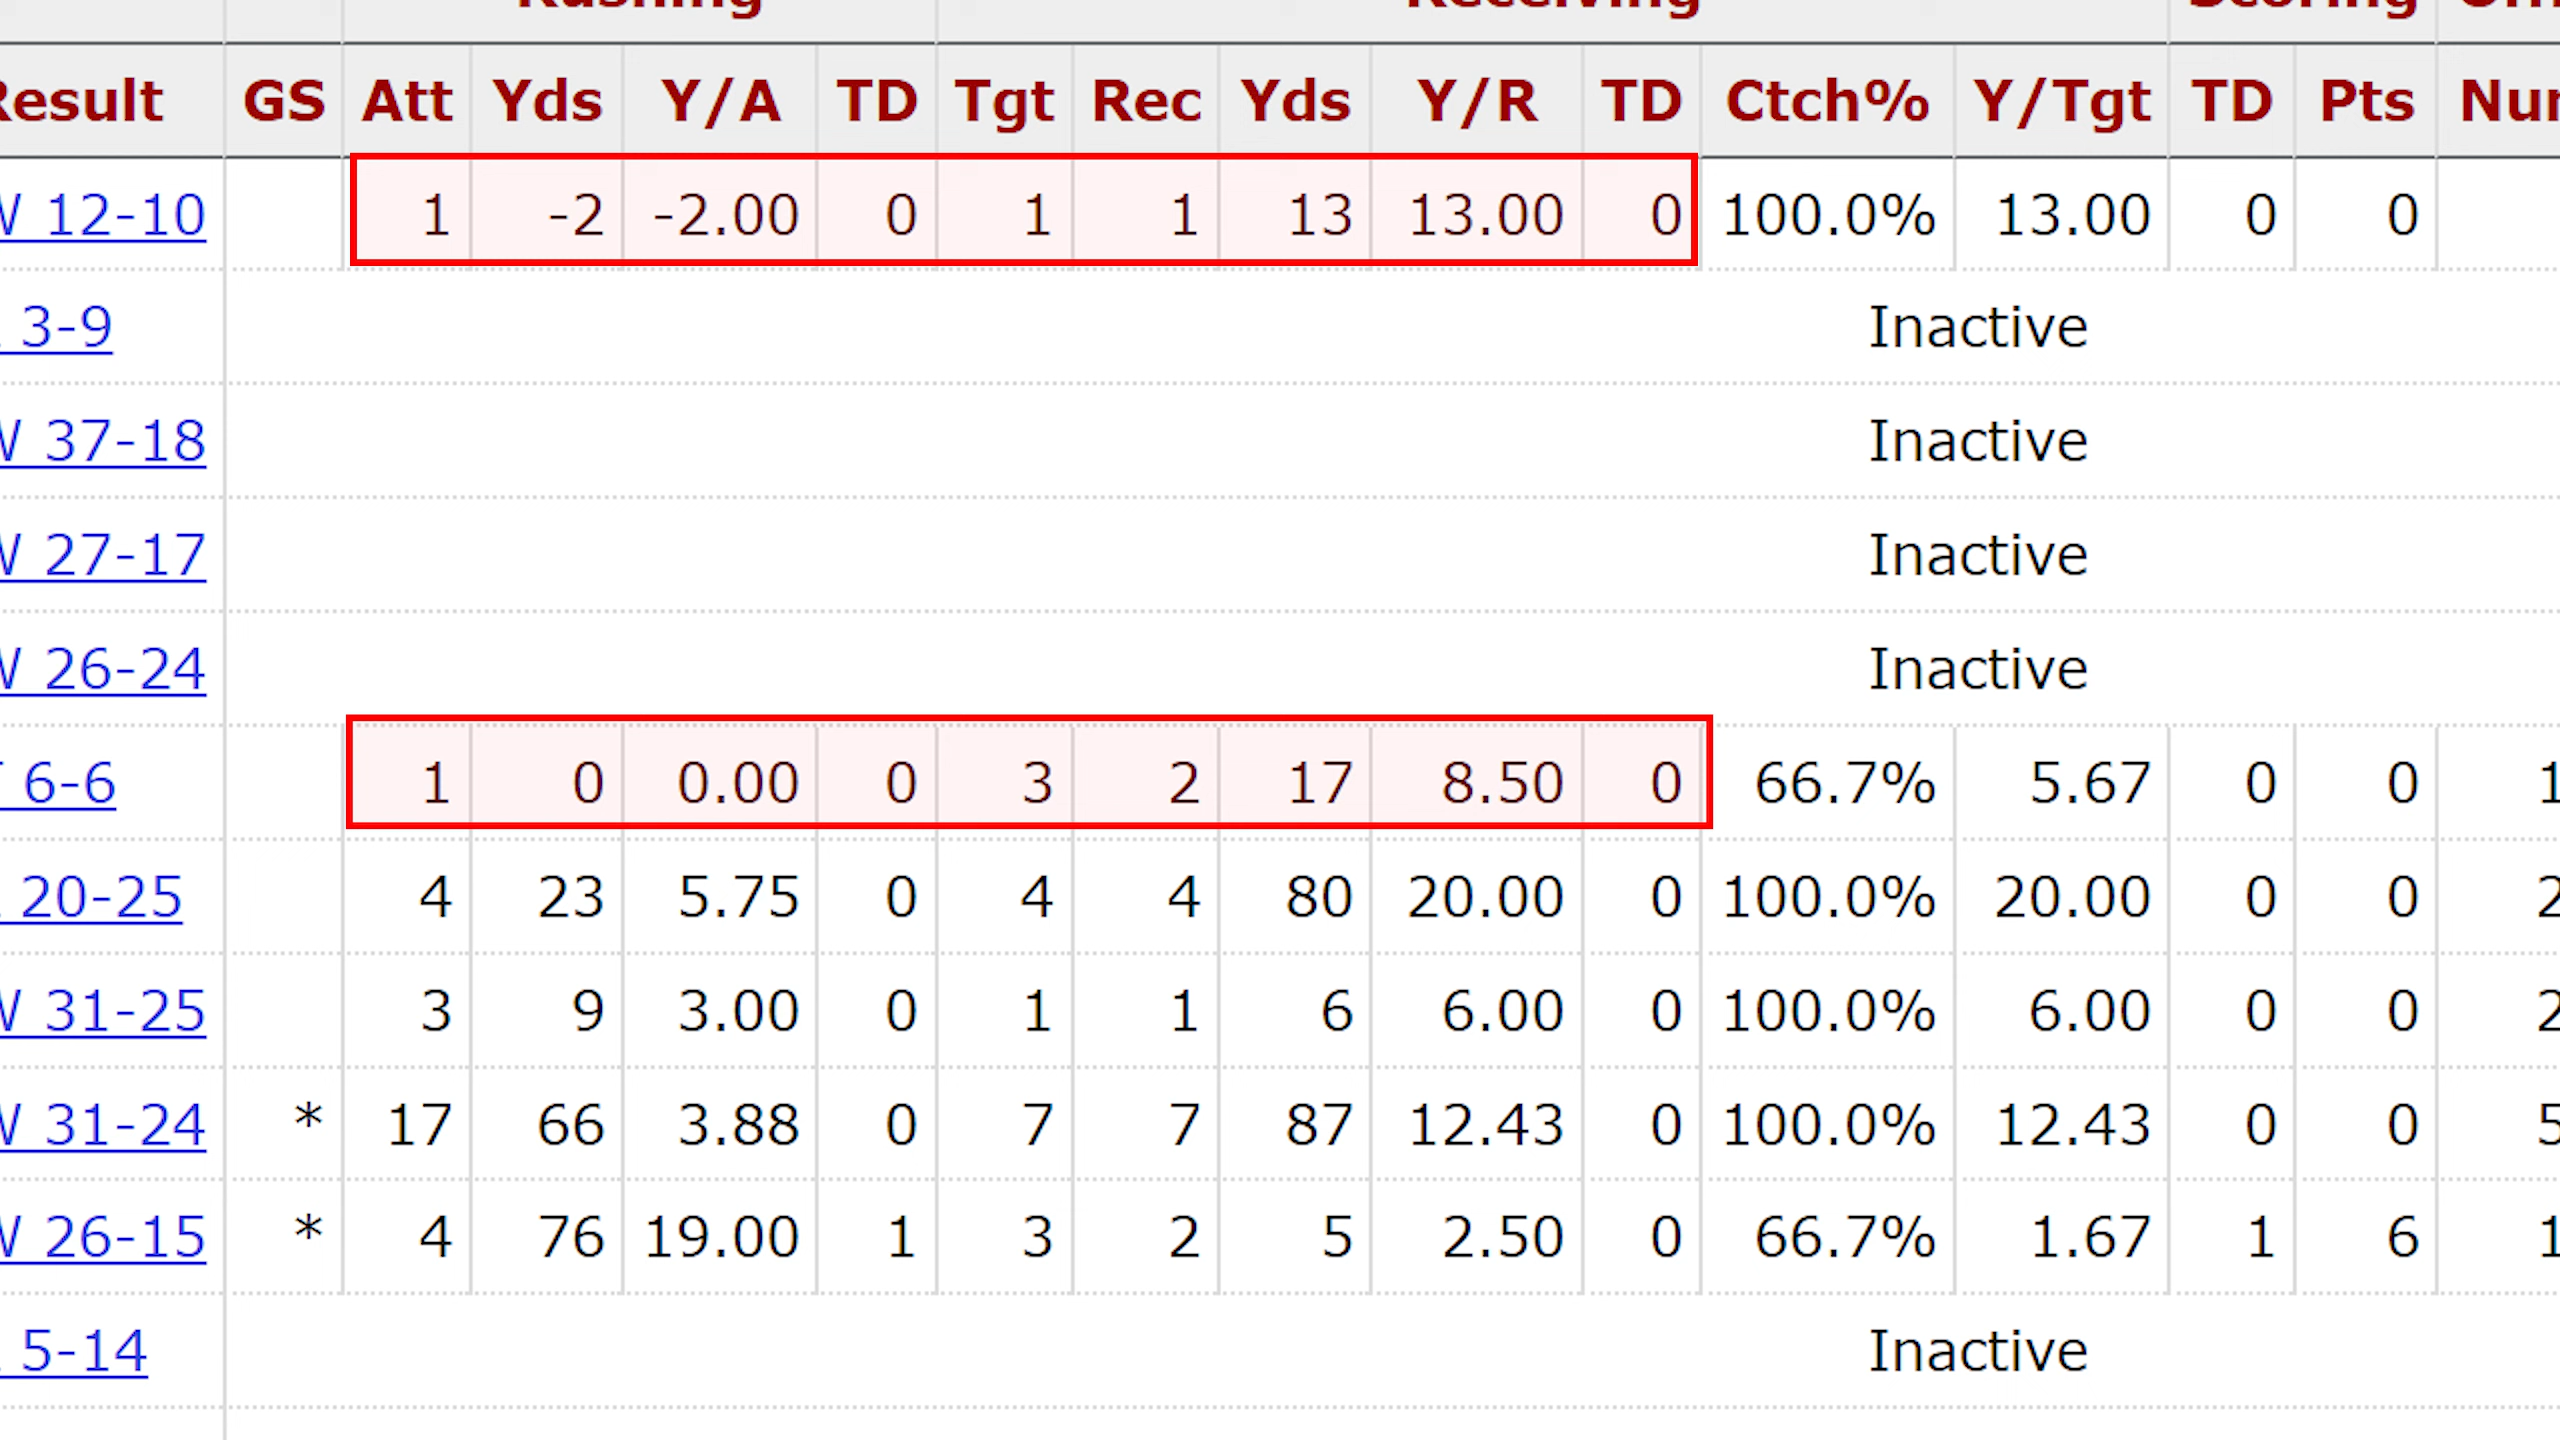 Rushing Receiving Scoring
Result GS Att Yds Y/A TD Tgt Rec Yds Y/R TD Ctch% Y/Tgt TD Pts
W 12-10 1 -2 -2.00 0 1 1 13 13.00 0 100.0% 13.00 0 0
3-9 Inactive
W 37-18 Inactive
W 27-17 Inactive
W 26-24 Inactive
6-6 1 0 0.00 0 3 2 17 8.50 0 66.7% 5.67 0 0
20-25 4 23 5.75 0 4 4 80 20.00 0 100.0% 20.00 0 0
W 31-25 3 9 3.00 0 1 1 6 6.00 0 100.0% 6.00 0 0
W 31-24 * 17 66 3.88 0 7 7 87 12.43 0 100.0% 12.43 0 0
W 26-15 * 4 76 19.00 1 3 2 5 2.50 0 66.7% 1.67 1 6
5-14 Inactive